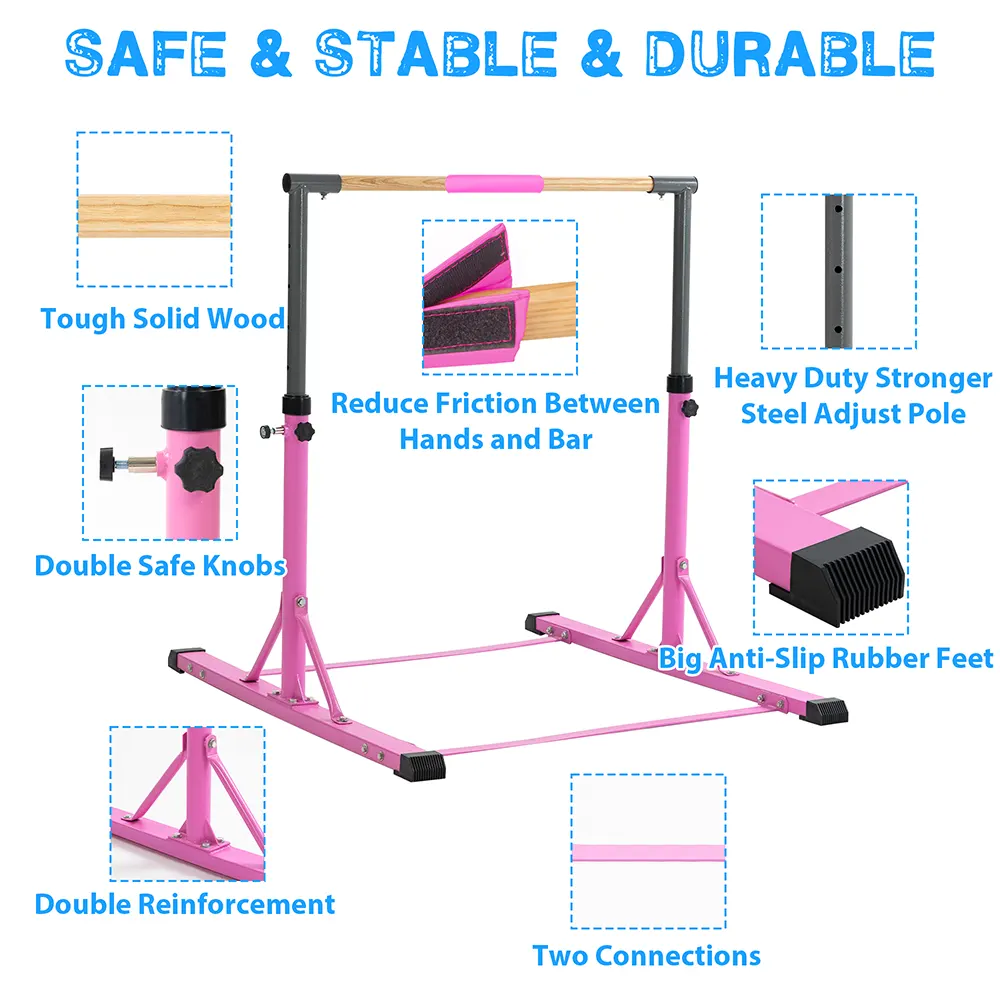 SAFE & STABLE & DURABLE
Tough Solid Wood
Reduce Friction Between
Hands and Bar
Heavy Duty Stronger
Steel Adjust Pole
Double Safe Knobs
Big Anti-Slip Rubber Feet
Double Reinforcement
Two Connections